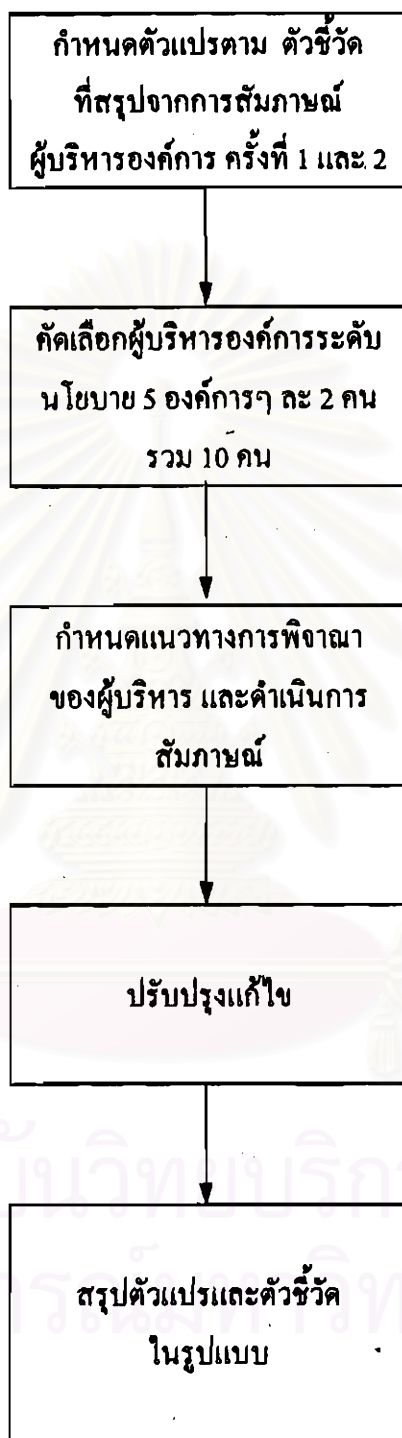 กำหนดตัวแปรตาม ตัวชี้วัด
ที่สรุปจากการสัมภาษณ์
ผู้บริหารองค์การ ครั้งที่ 1 และ 2
คัดเลือกผู้บริหารองค์การระดับ
นโยบาย 5 องค์การๆ ละ 2 คน
รวม 10 คน
กำหนดแนวทางการพิจาณา
ของผู้บริหาร และดำเนินการ
สัมภาษณ์
ปรับปรุงแก้ไข
สรุปตัวแปรและตัวชี้วัด
ในรูปแบบ